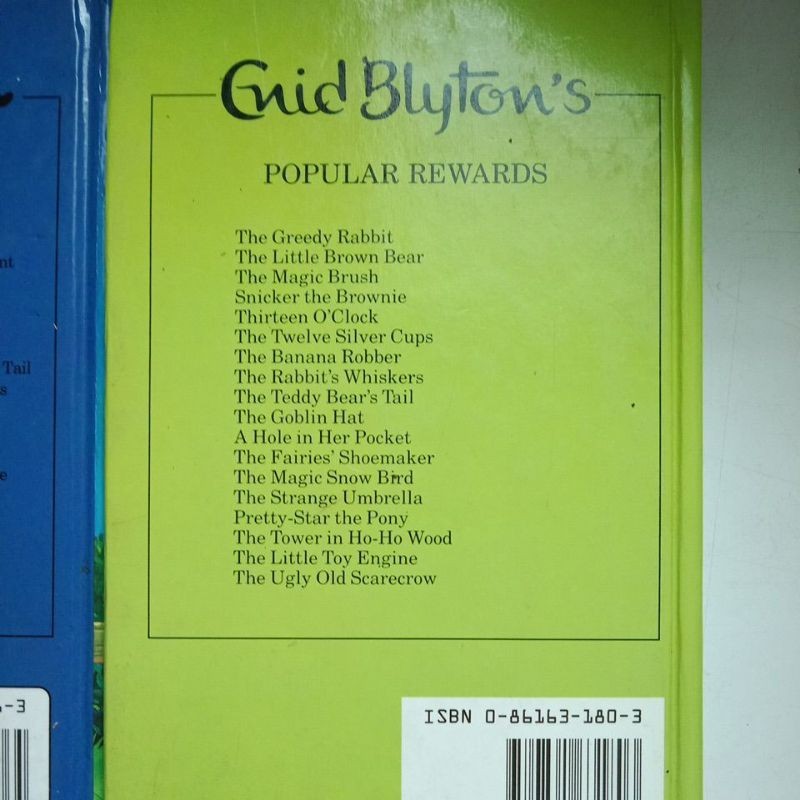 Enid Blyton's
POPULAR REWARDS
The Greedy Rabbit
The Little Brown Bear
The Magic Brush
Snicker the Brownie
Thirteen O'Clock
The Twelve Silver Cups
The Banana Robber
The Rabbit's Whiskers
The Teddy Bear's Tail
The Goblin Hat
A Hole in Her Pocket
The Fairies' Shoemaker
The Magic Snow Bird
The Strange Umbrella
Pretty-Star the Pony
The Tower in Ho-Ho Wood
The Little Toy Engine
The Ugly Old Scarecrow
ISBN 0-86163-180-3
Tail
-3